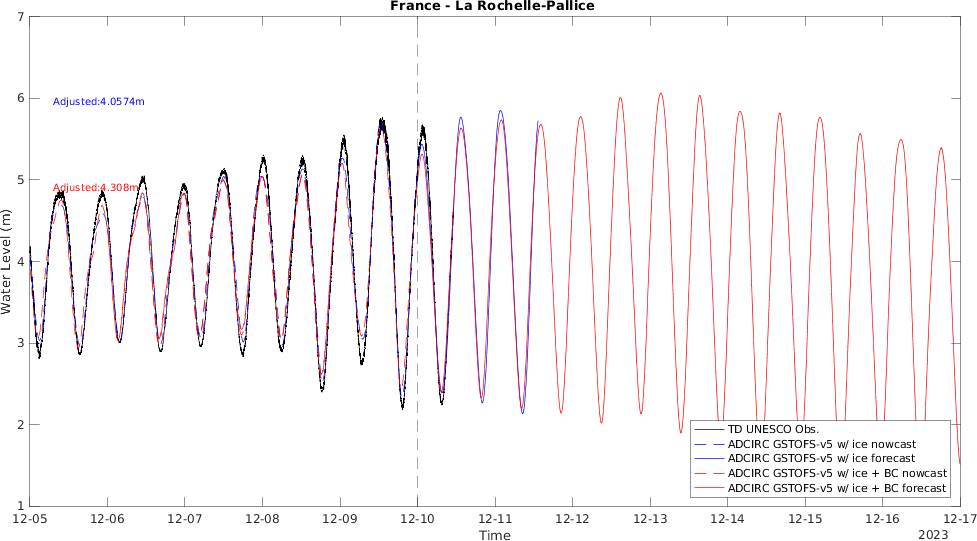 France - La Rochelle-Pallice
7
6
5
4
3
2
1
Water Level (m)
Adjusted:4.0574m
Adjusted:4.308m
TD UNESCO Obs.
ADCIRC GSTOFS-v5 w/ ice nowcast
ADCIRC GSTOFS-v5 w/ ice forecast
ADCIRC GSTOFS-v5 w/ ice + BC nowcast
ADCIRC GSTOFS-v5 w/ ice + BC forecast
12-05 12-06 12-07 12-08 12-09 12-10 12-11 12-12 12-13 12-14 12-15 12-16 12-17
Time
2023